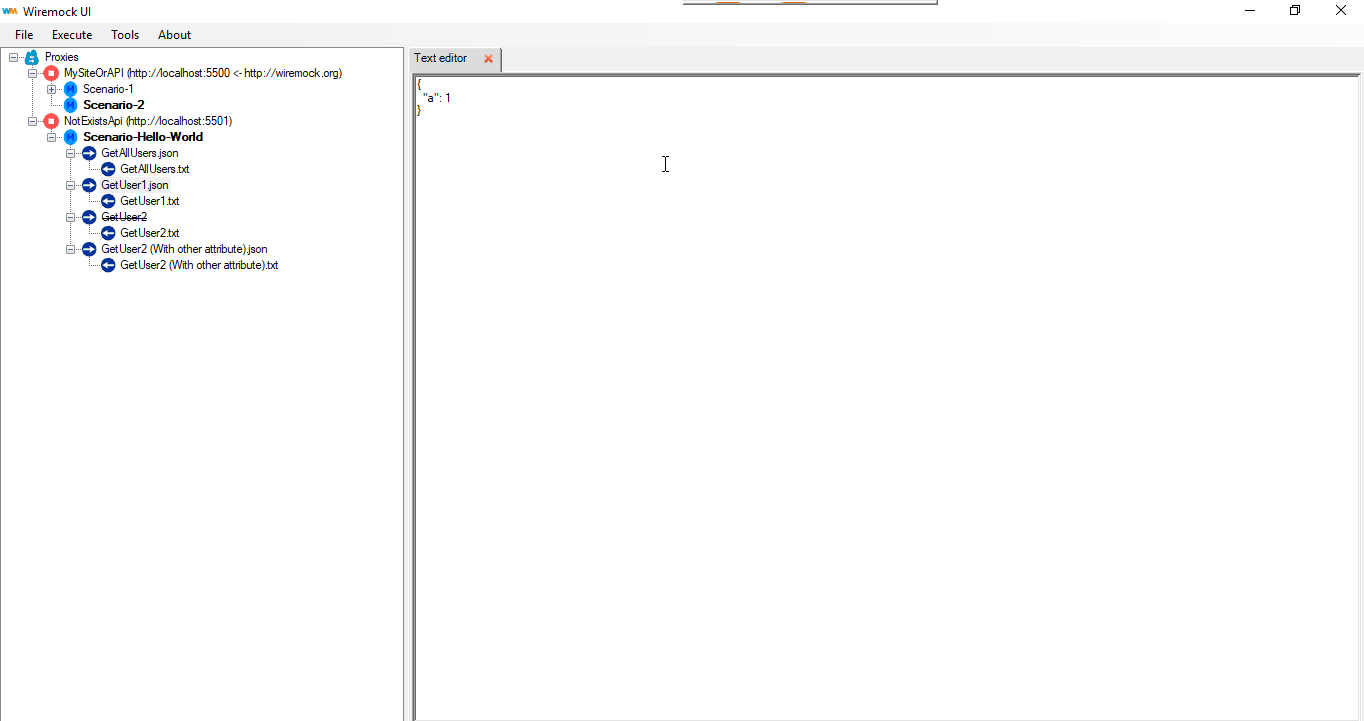 WM Wiremock UI
File Execute Tools About
Proxies
MySiteOrAPI (http://localhost:5500 <- http://wiremock.org)
M Scenario-1
M Scenario-2
NotExistsApi (http://localhost:5501)
M Scenario-Hello-World
GetAllUsers.json
GetAllUsers.txt
GetUser1.json
GetUser1.txt
GetUser2
GetUser2.txt
GetUser2 (With other attribute).json
GetUser2 (With other attribute).txt
Text editor
{
"a": 1
}